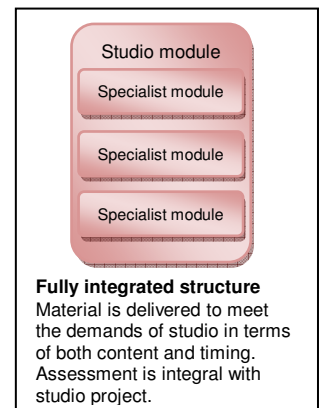 Studio module
Specialist module
Specialist module
Specialist module
Fully integrated structure
Material is delivered to meet
the demands of studio in terms
of both content and timing.
Assessment is integral with
studio project.